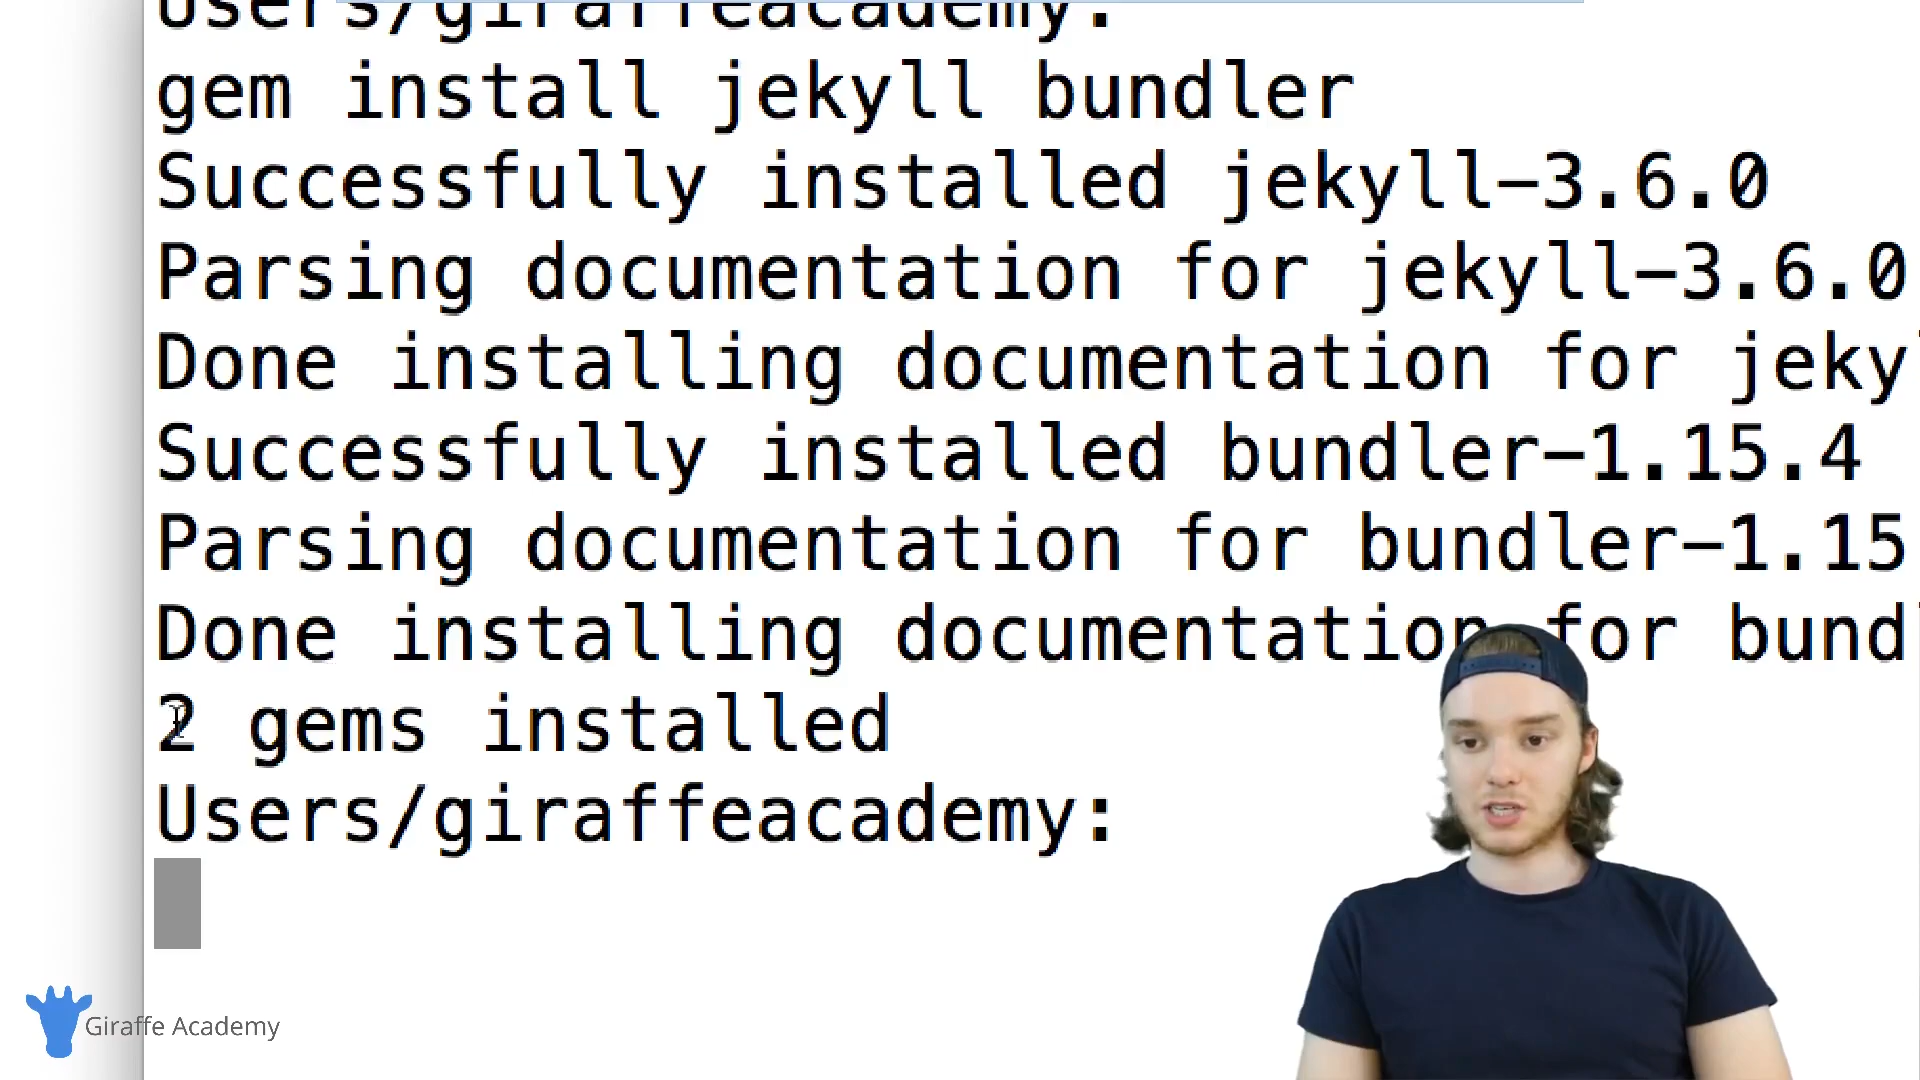 Users/giraffeacademy:
gem install jekyll bundler
Successfully installed jekyll-3.6.0
Parsing documentation for jekyll-3.6.0
Done installing documentation for jeky
Successfully installed bundler-1.15.4
Parsing documentation for bundler-1.15
Done installing documentation for bund
2 gems installed
Users/giraffeacademy:
Giraffe Academy